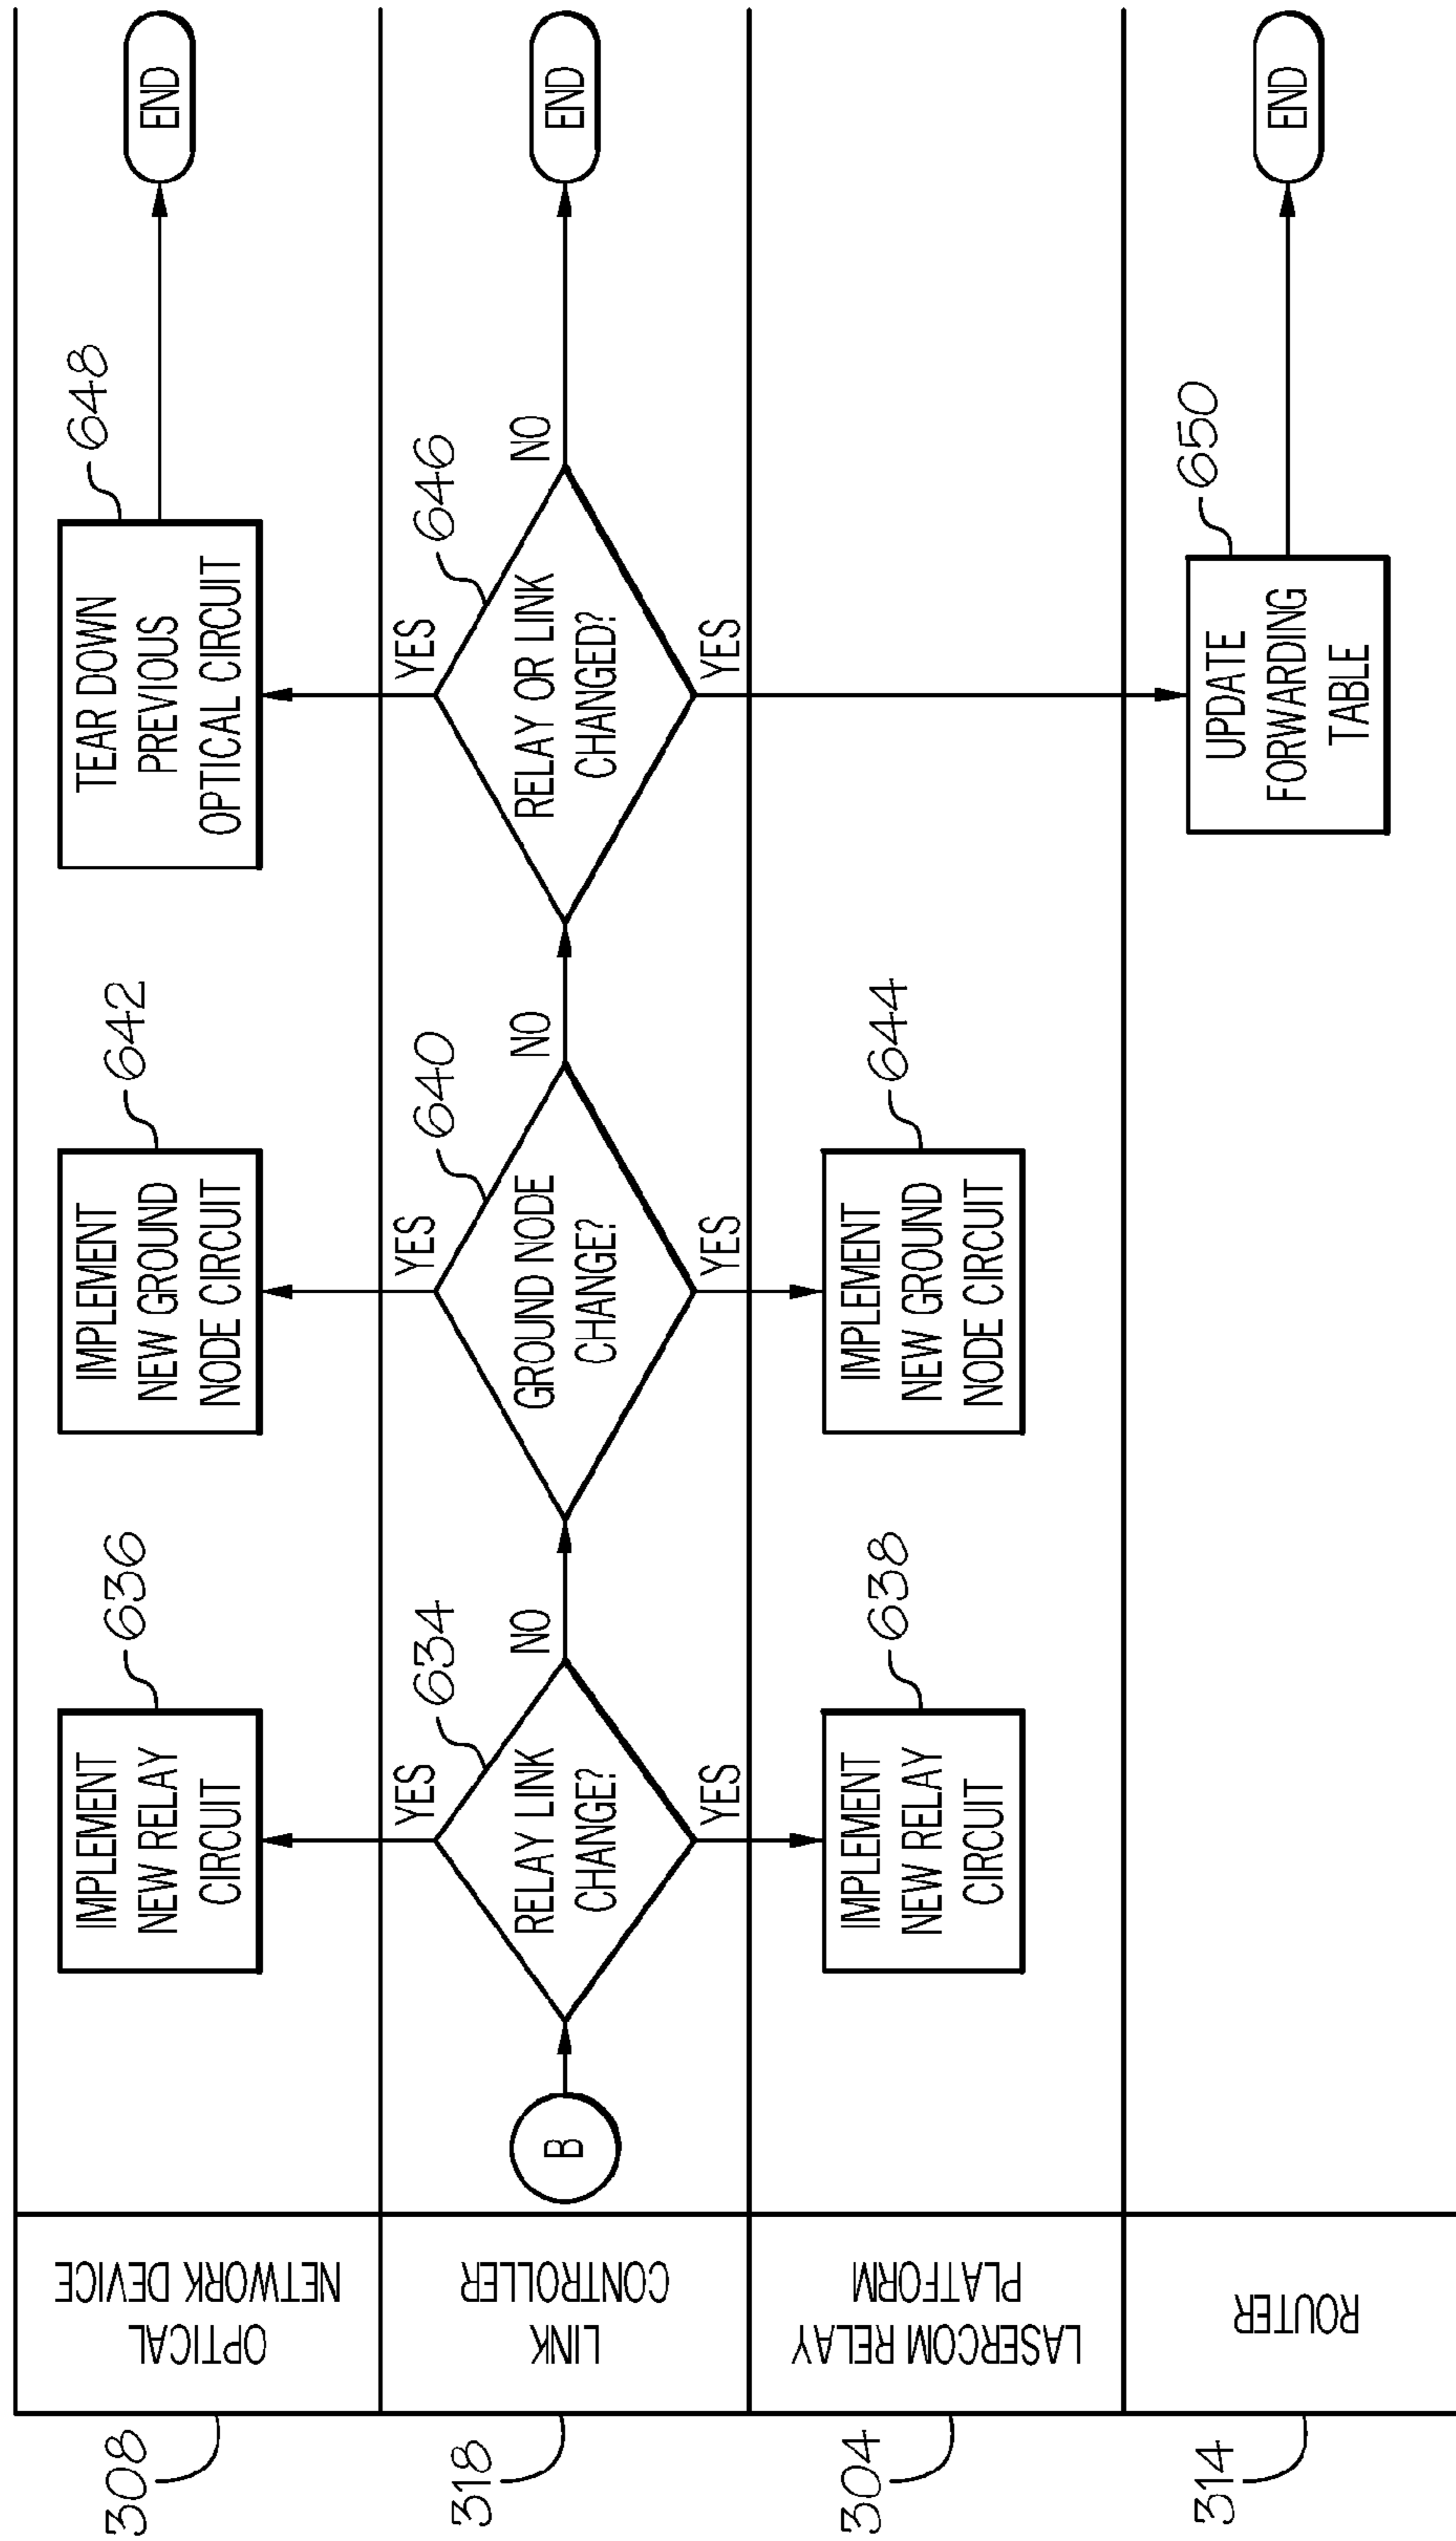 308
OPTICAL
NETWORK DEVICE
IMPLEMENT
NEW RELAY
CIRCUIT
636
IMPLEMENT
NEW GROUND
NODE CIRCUIT
642
TEAR DOWN
PREVIOUS
OPTICAL CIRCUIT
648
END
318
LINK
CONTROLLER
B
RELAY LINK
CHANGE?
634
YES
YES
NO
GROUND NODE
CHANGE?
640
YES
YES
NO
RELAY OR LINK
CHANGED?
646
YES
YES
NO
END
304
LASERCOM RELAY
PLATFORM
IMPLEMENT
NEW RELAY
CIRCUIT
638
IMPLEMENT
NEW GROUND
NODE CIRCUIT
644
314
ROUTER
UPDATE
FORWARDING
TABLE
650
END